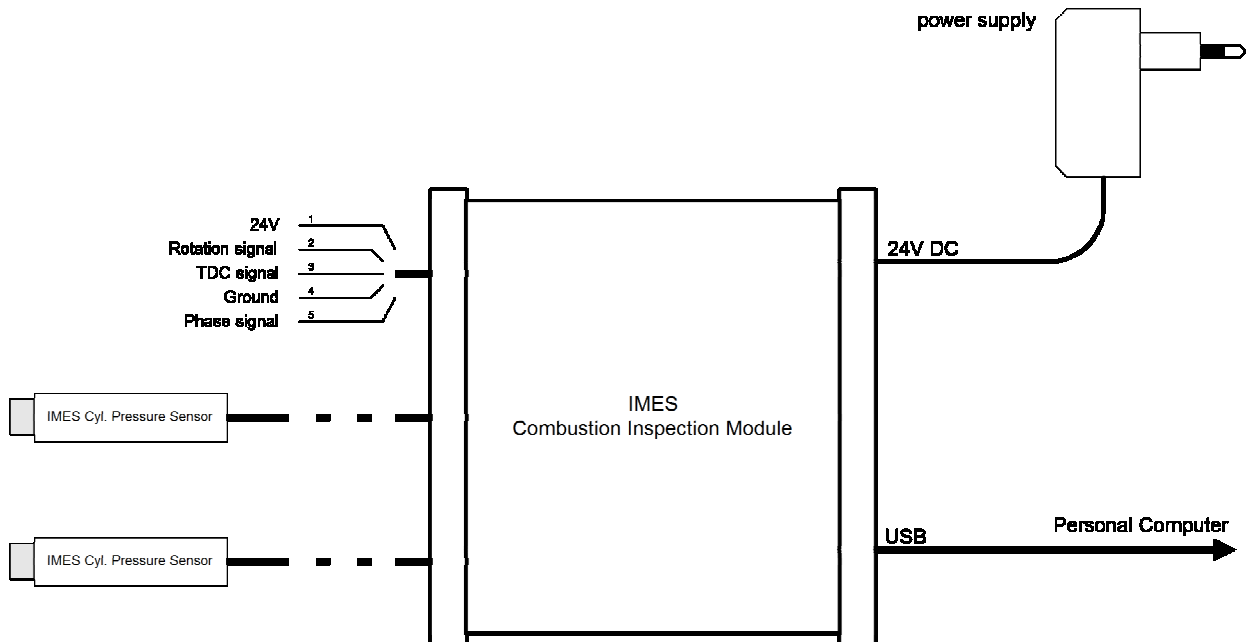 power supply
24V 1
Rotation signal 2
TDC signal 3
Ground 4
Phase signal 5
24V DC
IMES Cyl. Pressure Sensor
IMES
Combustion Inspection Module
IMES Cyl. Pressure Sensor
USB
Personal Computer